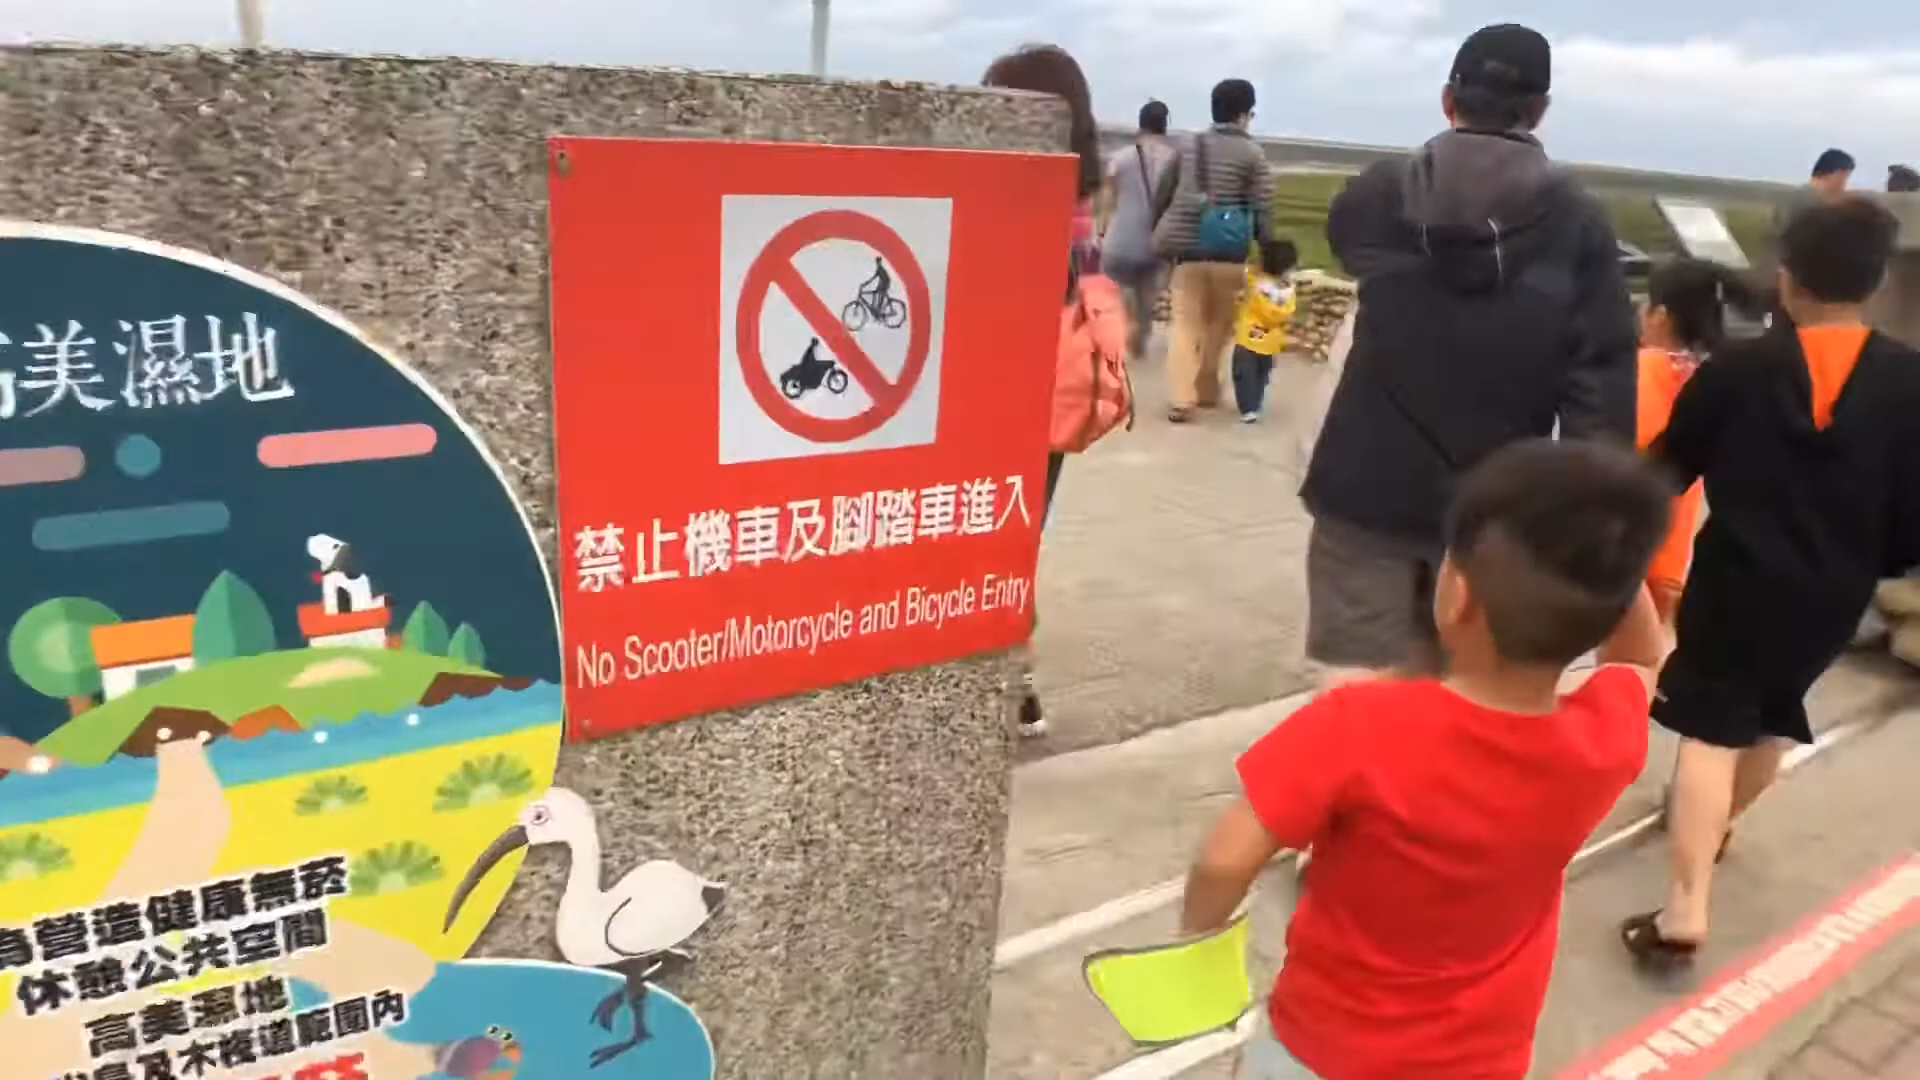 高美濕地
禁止機車及腳踏車進入
No Scooter/Motorcycle and Bicycle Entry
為營造健康無菸
休憩公共空間
高美濕地
及木棧道範圍內